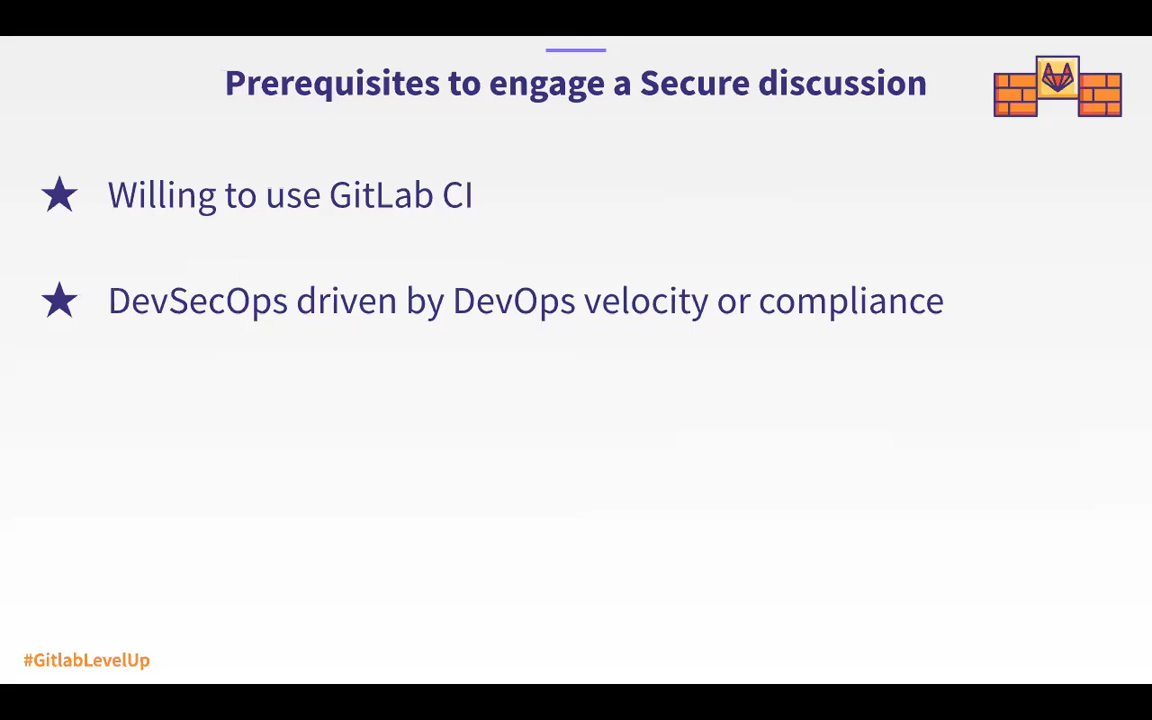 Prerequisites to engage a Secure discussion
Willing to use GitLab CI
DevSecOps driven by DevOps velocity or compliance
#GitlabLevelUp